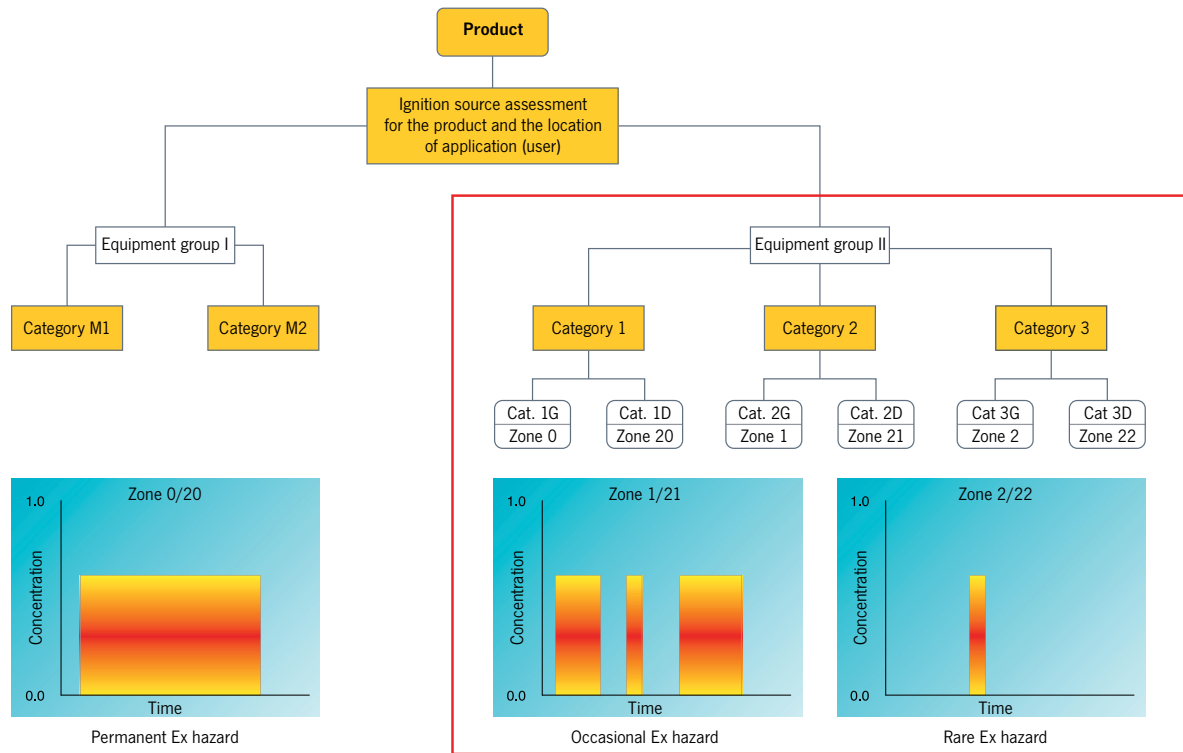 Product
Ignition source assessment
for the product and the location
of application (user)
Equipment group I
Equipment group II
Category M1
Category M2
Category 1
Category 2
Category 3
Cat. 1G
Zone 0
Cat. 1D
Zone 20
Cat. 2G
Zone 1
Cat. 2D
Zone 21
Cat 3G
Zone 2
Cat 3D
Zone 22
Zone 0/20
1.0
Concentration
0.0
Time
Permanent Ex hazard
Zone 1/21
1.0
Concentration
0.0
Time
Occasional Ex hazard
Zone 2/22
1.0
Concentration
0.0
Time
Rare Ex hazard